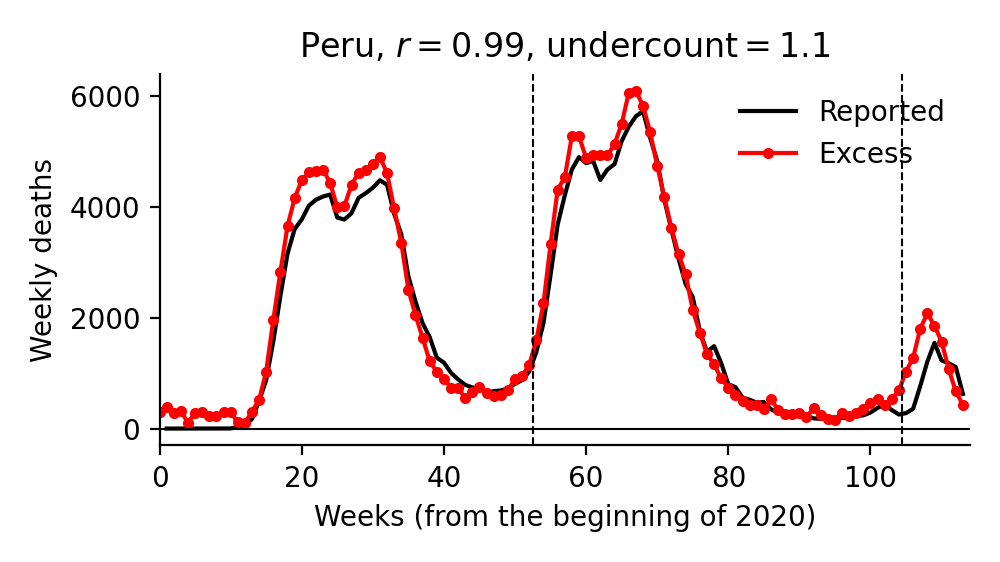 Peru, r = 0.99, undercount = 1.1
Reported
Excess
Weekly deaths
6000
4000
2000
0
0 20 40 60 80 100
Weeks (from the beginning of 2020)